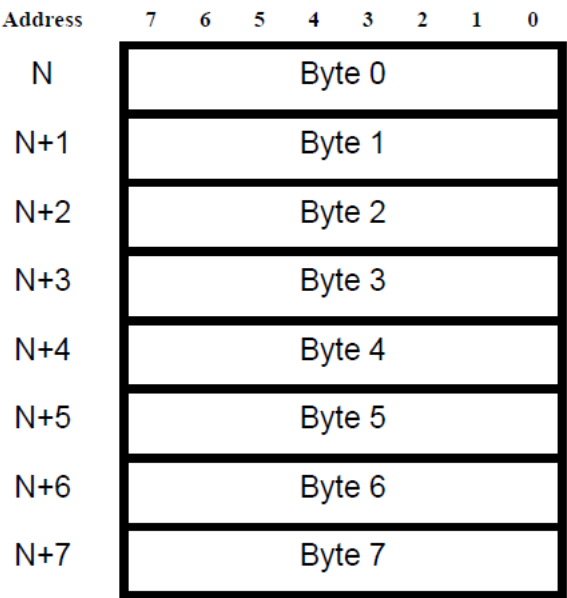 Address 7 6 5 4 3 2 1 0
N Byte 0
N+1 Byte 1
N+2 Byte 2
N+3 Byte 3
N+4 Byte 4
N+5 Byte 5
N+6 Byte 6
N+7 Byte 7